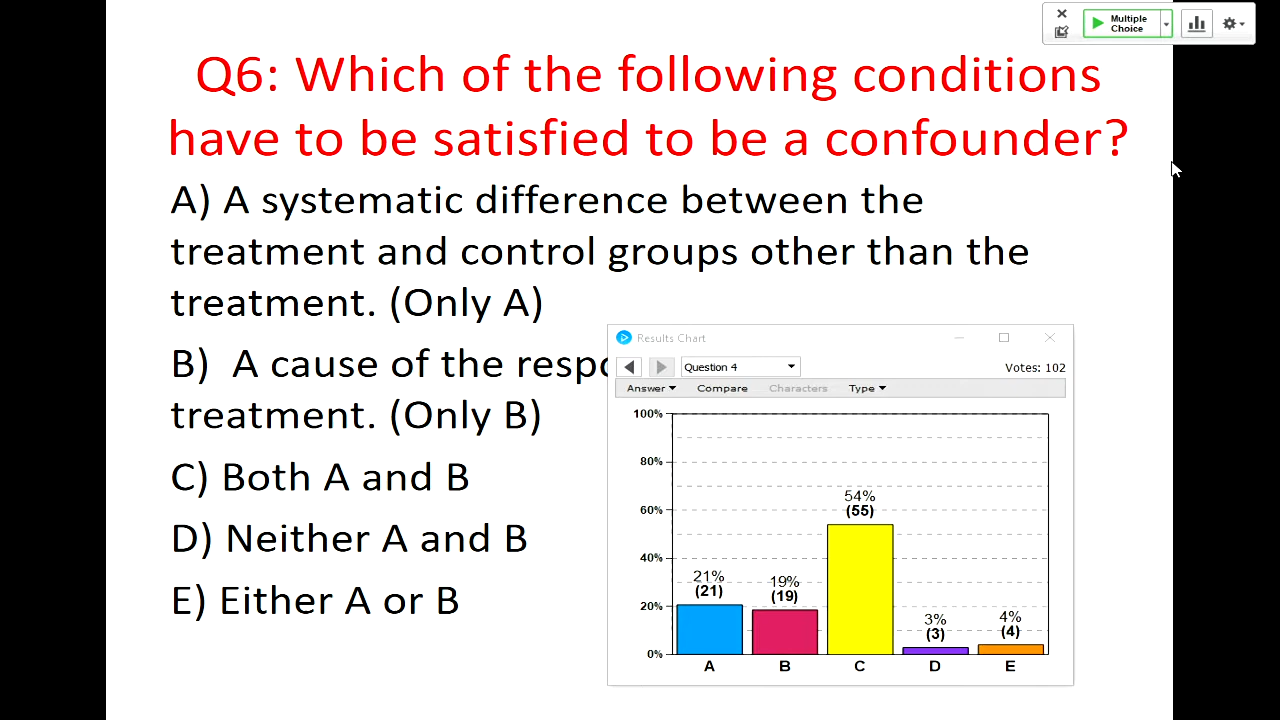 Multiple
Choice
Q6: Which of the following conditions
have to be satisfied to be a confounder?
A) A systematic difference between the
treatment and control groups other than the
treatment. (Only A)
B) A cause of the
treatment. (Only B)
C) Both A and B
D) Neither A and B
E) Either A or B
Results Chart
Question 4
Votes: 102
Answer Compare Characters Type
100%
80%
60%
40%
20%
0%
21%
(21)
19%
(19)
54%
(55)
3%
(3)
4%
(4)
A B C D E